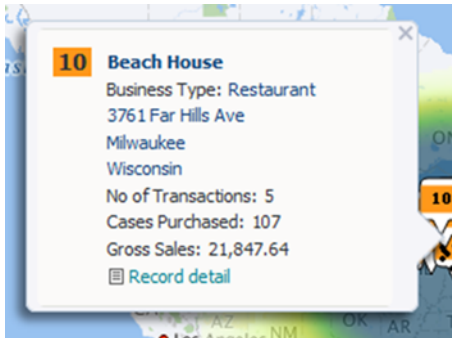 10 Beach House
Business Type: Restaurant
3761 Far Hills Ave
Milwaukee
Wisconsin
No of Transactions: 5
Cases Purchased: 107
Gross Sales: 21,847.64
Record detail
10
AZ
NM
OK
AR
Los Angeles